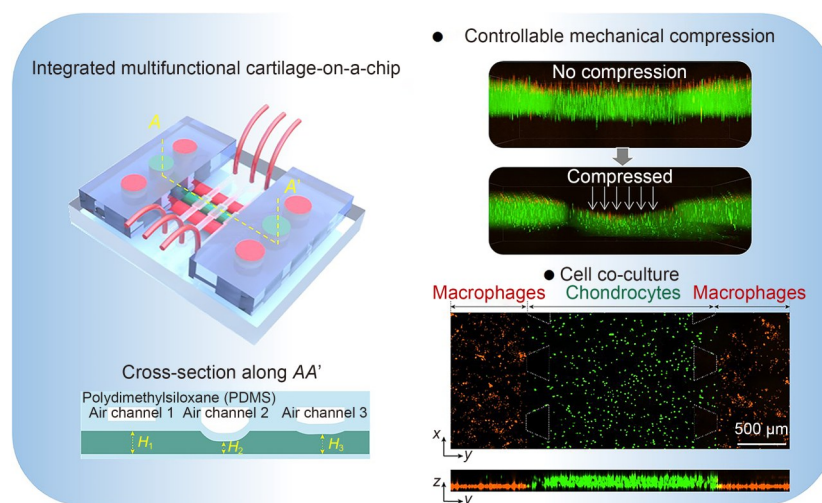 Integrated multifunctional cartilage-on-a-chip
A
A'
Cross-section along AA'
Polydimethylsiloxane (PDMS)
Air channel 1 Air channel 2 Air channel 3
H₁ H₂ H₃
● Controllable mechanical compression
No compression
Compressed
● Cell co-culture
Macrophages Chondrocytes Macrophages
500 μm
x
y
z
y